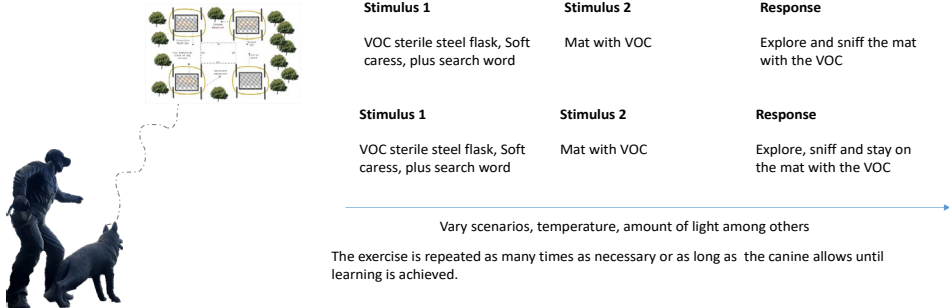 Stimulus 1 Stimulus 2 Response
VOC sterile steel flask, Soft Mat with VOC Explore and sniff the mat
caress, plus search word with the VOC
Stimulus 1 Stimulus 2 Response
VOC sterile steel flask, Soft Mat with VOC Explore, sniff and stay on
caress, plus search word the mat with the VOC
Vary scenarios, temperature, amount of light among others
The exercise is repeated as many times as necessary or as long as the canine allows until
learning is achieved.